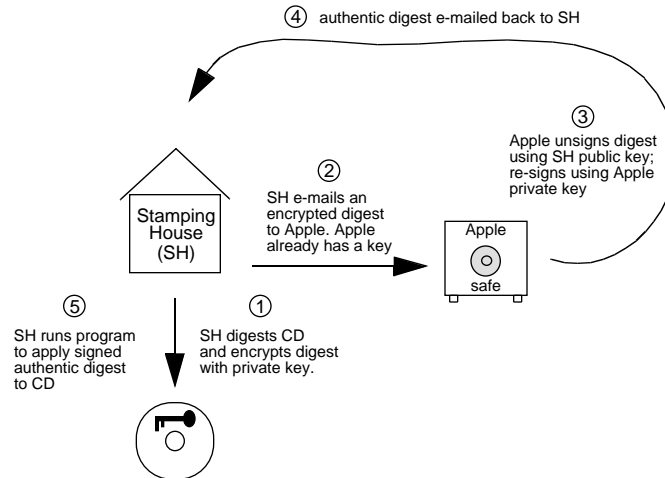 ④ authentic digest e-mailed back to SH
③
Apple unsigns digest
using SH public key;
re-signs using Apple
private key
②
SH e-mails an
encrypted digest
to Apple. Apple
already has a key
Stamping
House
(SH)
Apple
safe
⑤
SH runs program
to apply signed
authentic digest
to CD
①
SH digests CD
and encrypts digest
with private key.